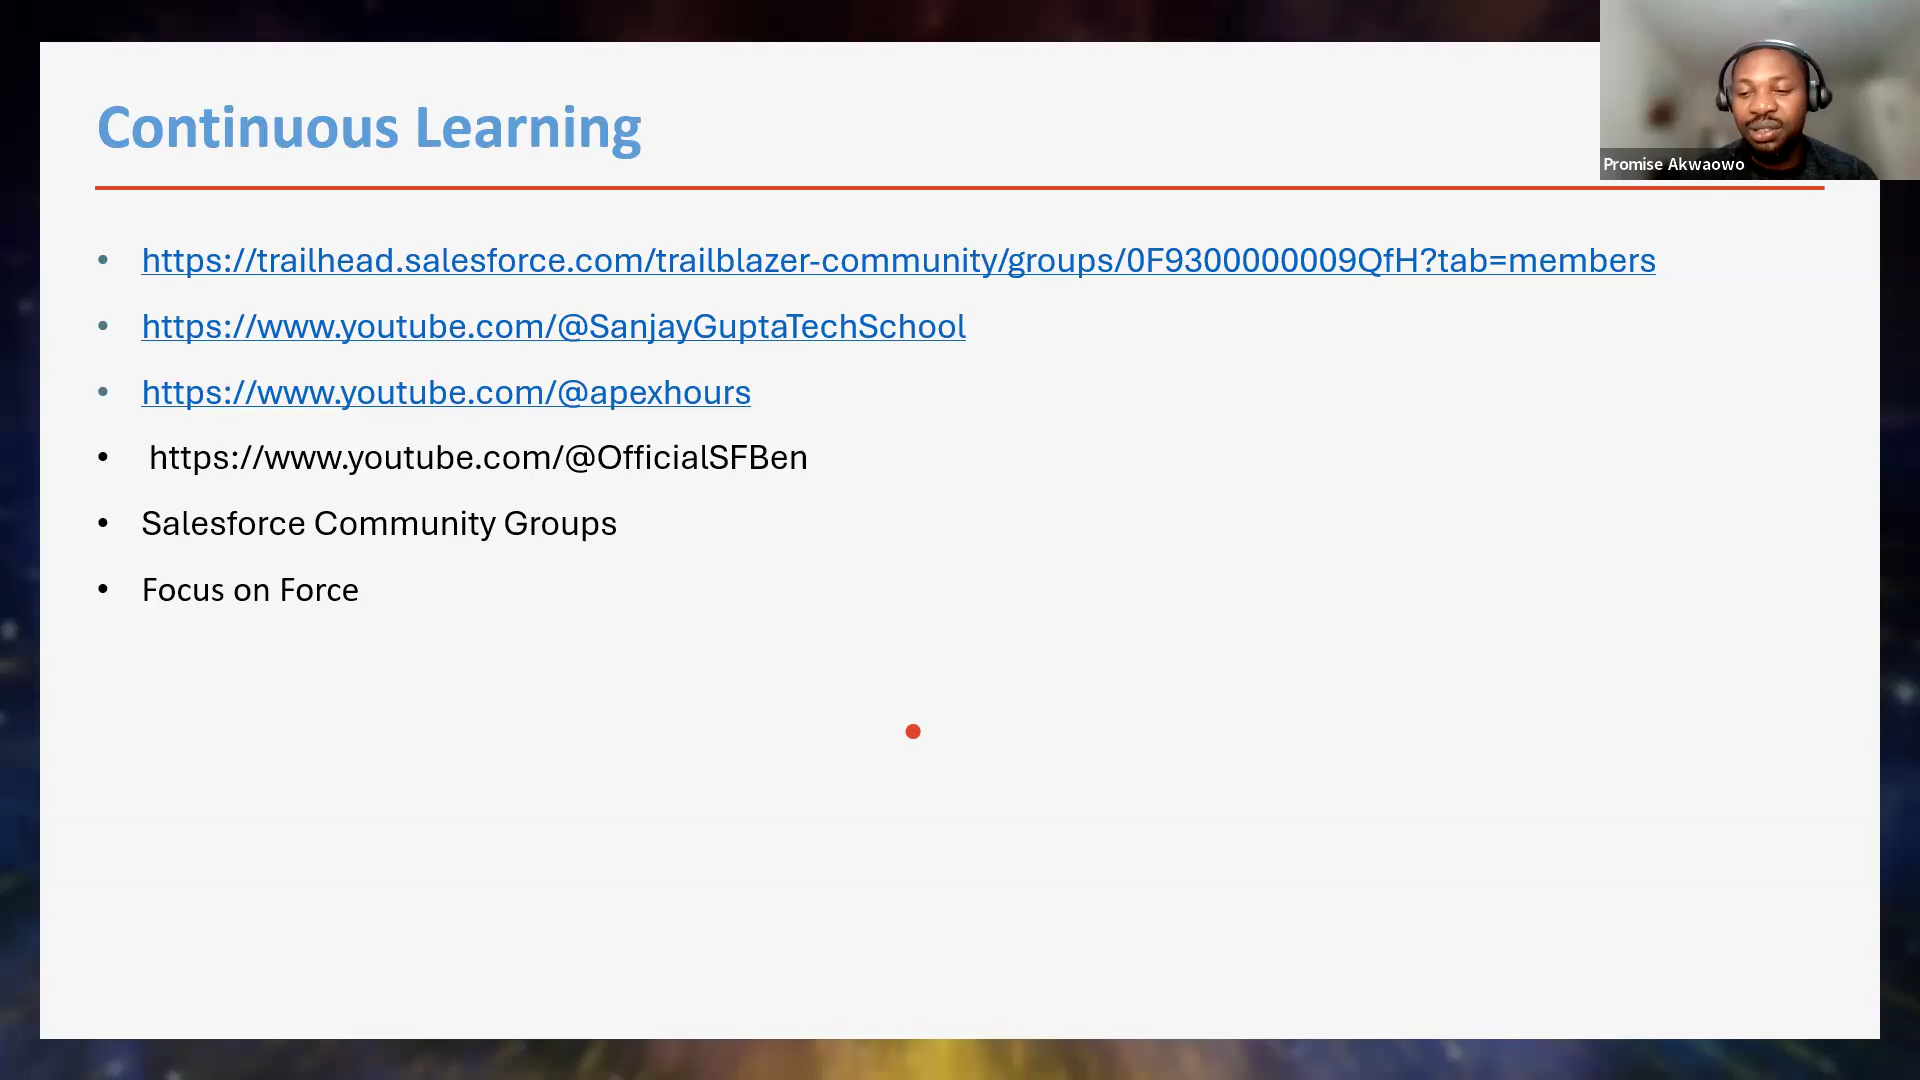 Continuous Learning
Promise Akwaowo
• https://trailhead.salesforce.com/trailblazer-community/groups/0F9300000009QfH?tab=members
• https://www.youtube.com/@SanjayGuptaTechSchool
• https://www.youtube.com/@apexhours
• https://www.youtube.com/@OfficialSFBen
• Salesforce Community Groups
• Focus on Force